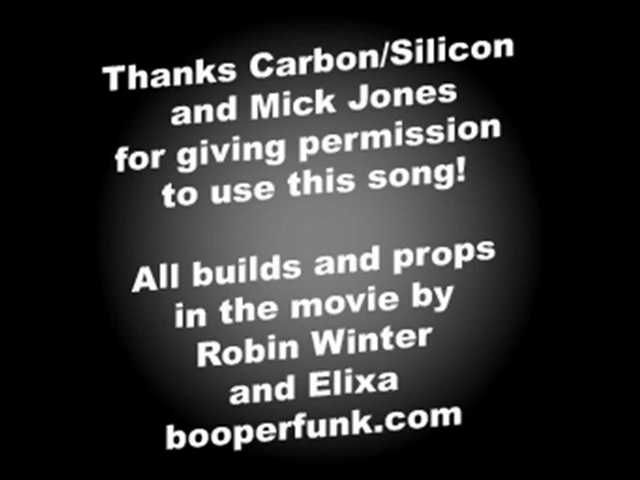 Thanks Carbon/Silicon
and Mick Jones
for giving permission
to use this song!
All builds and props
in the movie by
Robin Winter
and Elixa
booperfunk.com